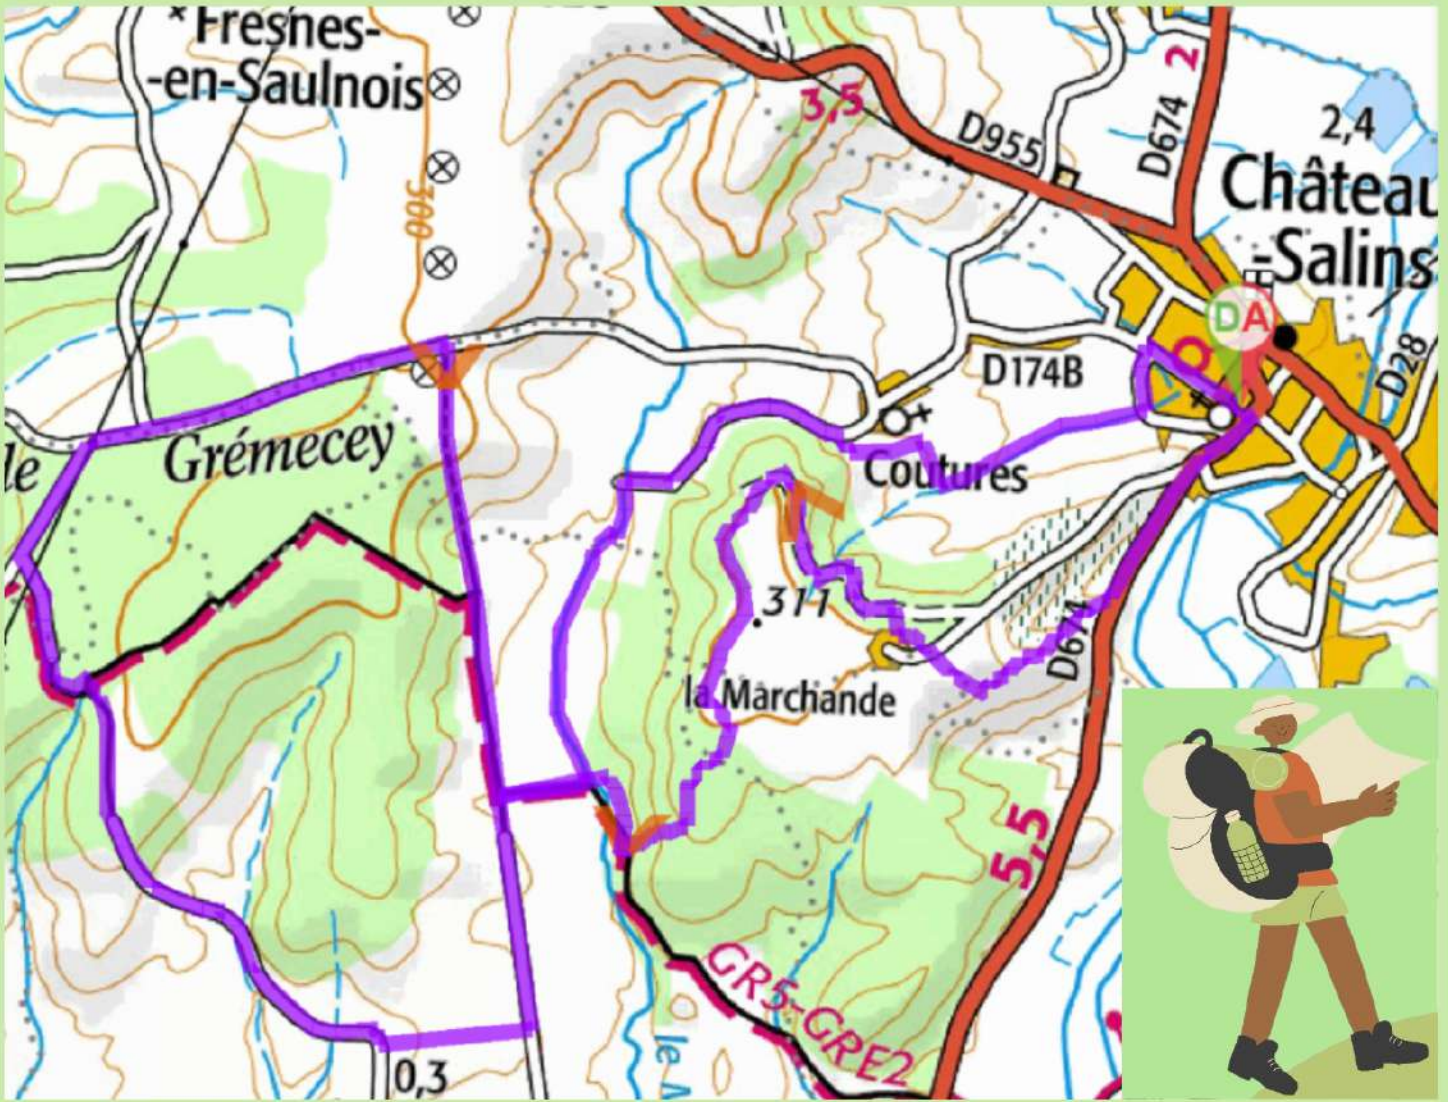 Fresnes-
-en-Saulnois
300
3,5
D955
D674
2
2,4
Château
-Salins
D A
D28
D174B
Grémecey
le
Coutures
311
la Marchande
D674
5,5
GR5-GRE2
0,3